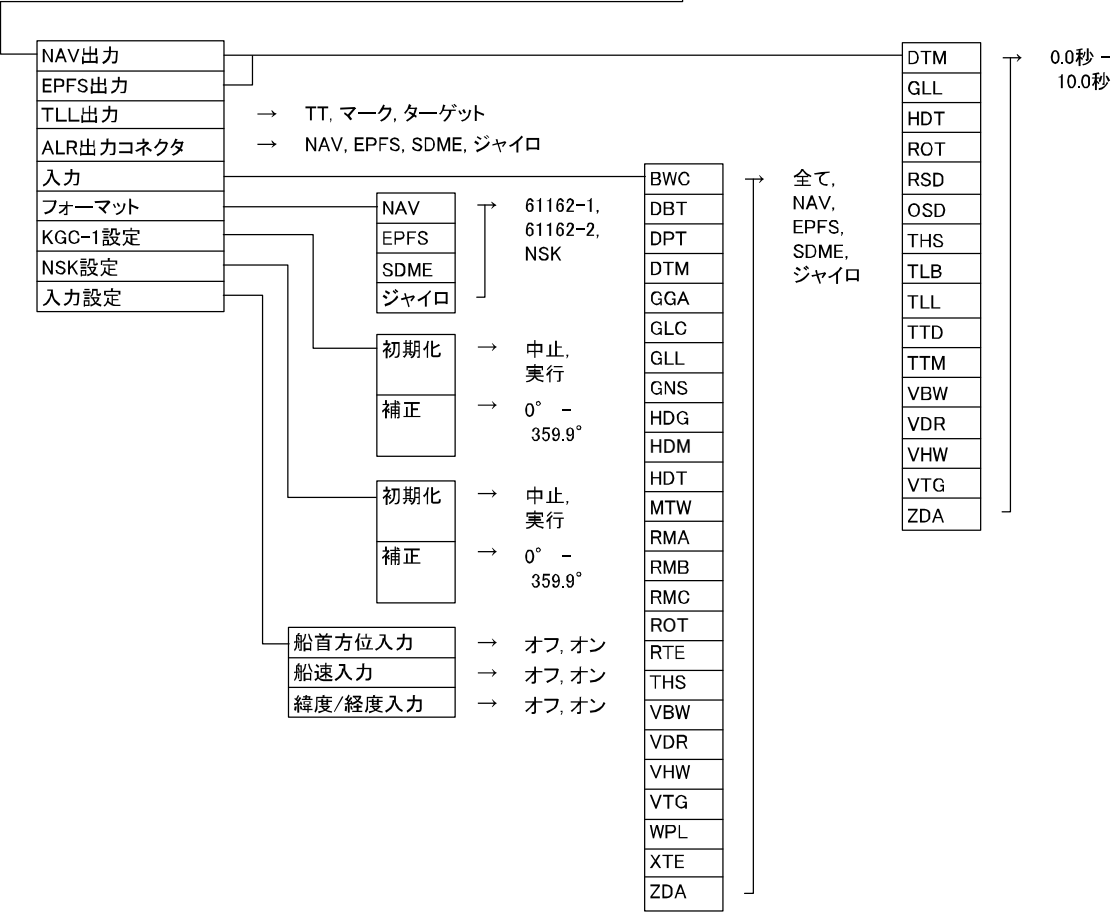 NAV出力
EPFS出力
TLL出力 → TT, マーク, ターゲット
ALR出力コネクタ → NAV, EPFS, SDME, ジャイロ
入力
フォーマット
KGC-1設定
NSK設定
入力設定
NAV → 61162-1,
61162-2,
NSK
EPFS
SDME
ジャイロ
初期化 → 中止,
実行
補正 → 0° -
359.9°
初期化 → 中止,
実行
補正 → 0° -
359.9°
船首方位入力 → オフ, オン
船速入力 → オフ, オン
緯度/経度入力 → オフ, オン
BWC → 全て,
NAV,
EPFS,
SDME,
ジャイロ
DBT
DPT
DTM
GGA
GLC
GLL
GNS
HDG
HDM
HDT
MTW
RMA
RMB
RMC
ROT
RTE
THS
VBW
VDR
VHW
VTG
WPL
XTE
ZDA
DTM → 0.0秒 -
10.0秒
GLL
HDT
ROT
RSD
OSD
THS
TLB
TLL
TTD
TTM
VBW
VDR
VHW
VTG
ZDA